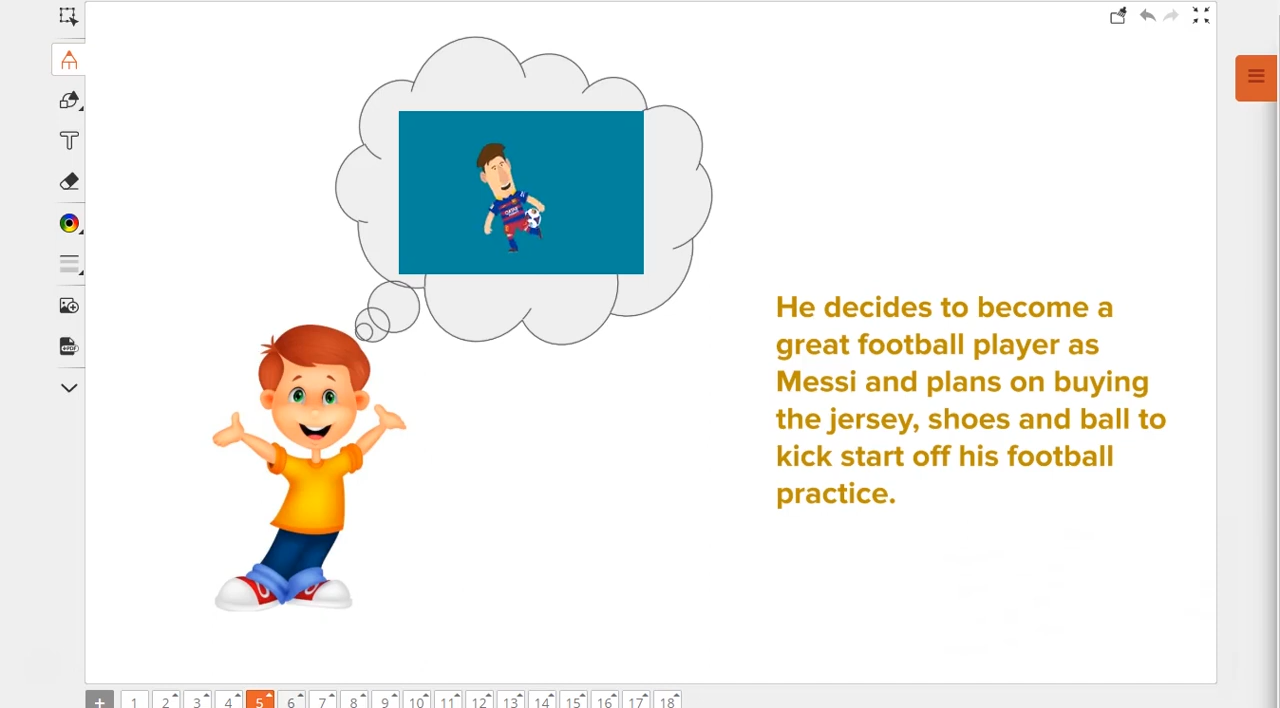 He decides to become a
great football player as
Messi and plans on buying
the jersey, shoes and ball to
kick start off his football
practice.
+ 1 2 3 4 5 6 7 8 9 10 11 12 13 14 15 16 17 18